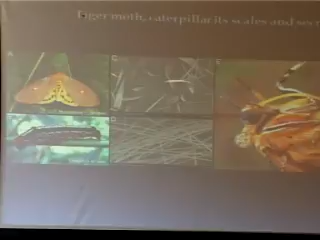 Tiger moth, caterpillar, its scales and
A
C
E
B
D